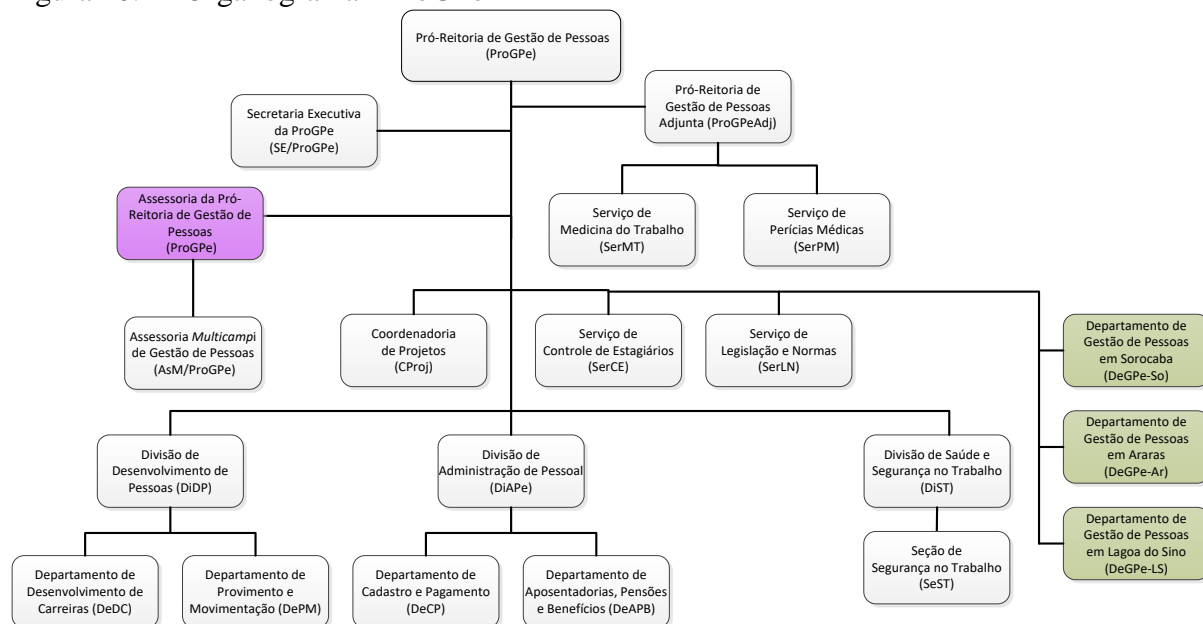 Pró-Reitoria de Gestão de Pessoas
(ProGPe)
Pró-Reitoria de
Gestão de Pessoas
Adjunta (ProGPeAdj)
Secretaria Executiva
da ProGPe
(SE/ProGPe)
Assessoria da Pró-
Reitoria de Gestão de
Pessoas
(ProGPe)
Serviço de
Medicina do Trabalho
(SerMT)
Serviço de
Perícias Médicas
(SerPM)
Assessoria Multicampi
de Gestão de Pessoas
(AsM/ProGPe)
Coordenadoria
de Projetos
(CProj)
Serviço de
Controle de Estagiários
(SerCE)
Serviço de
Legislação e Normas
(SerLN)
Departamento de
Gestão de Pessoas
em Sorocaba
(DeGPe-So)
Departamento de
Gestão de Pessoas
em Araras
(DeGPe-Ar)
Departamento de
Gestão de Pessoas
em Lagoa do Sino
(DeGPe-LS)
Divisão de
Desenvolvimento de
Pessoas (DiDP)
Divisão de
Administração de Pessoal
(DiAPe)
Divisão de Saúde e
Segurança no Trabalho
(DiST)
Departamento de
Desenvolvimento de
Carreiras (DeDC)
Departamento de
Provimento e
Movimentação (DePM)
Departamento de
Cadastro e Pagamento
(DeCP)
Departamento de
Aposentadorias, Pensões
e Benefícios (DeAPB)
Seção de
Segurança no Trabalho
(SeST)